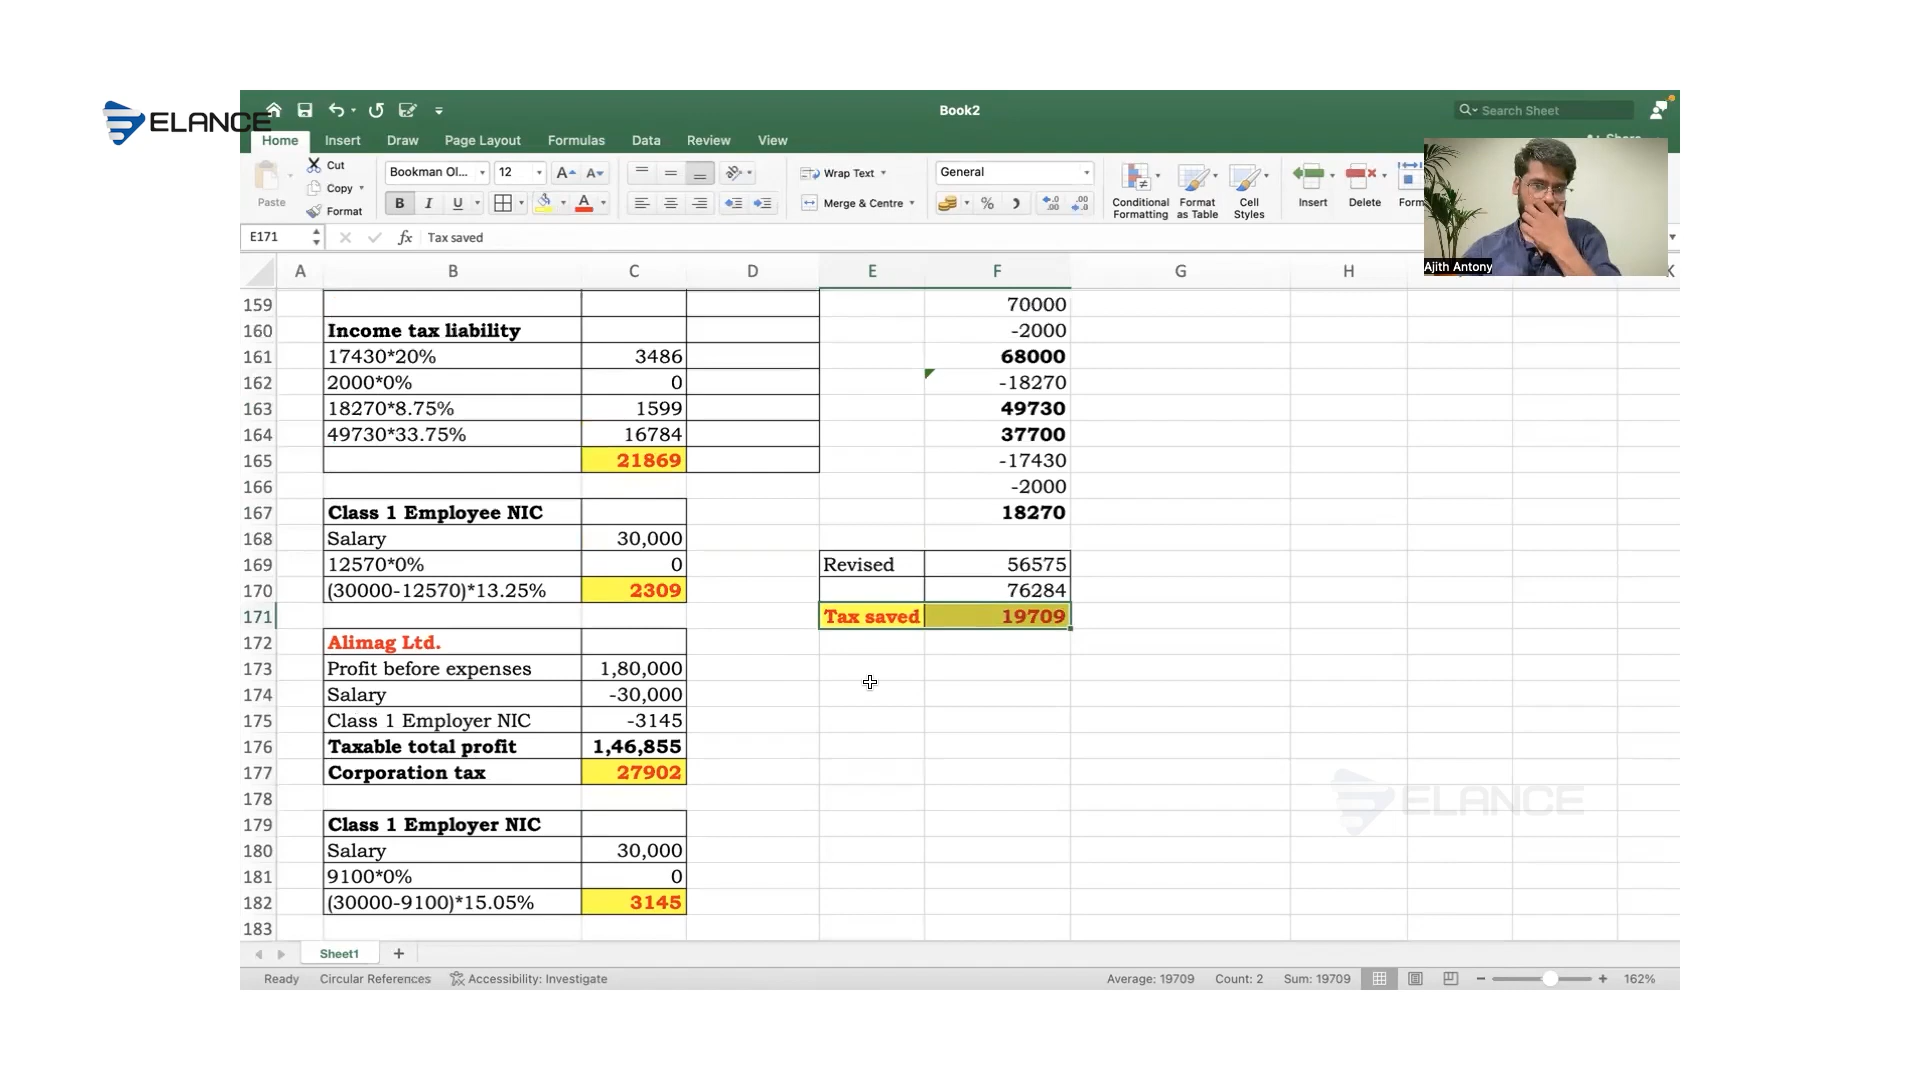 ELANCE
Book2
Search Sheet
Home Insert Draw Page Layout Formulas Data Review View
Paste
Cut
Copy
Format
Bookman Ol... 12
B I U
Wrap Text
Merge & Centre
General
Conditional Formatting
Format as Table
Cell Styles
Insert
Delete
Form
Ajith Antony
E171 fx Tax saved
A B C D E F G H K
159 70000
160 Income tax liability -2000
161 17430*20% 3486 68000
162 2000*0% 0 -18270
163 18270*8.75% 1599 49730
164 49730*33.75% 16784 37700
165 21869 -17430
166 -2000
167 Class 1 Employee NIC 18270
168 Salary 30,000
169 12570*0% 0 Revised 56575
170 (30000-12570)*13.25% 2309 76284
171 Tax saved 19709
172 Alimag Ltd.
173 Profit before expenses 1,80,000
174 Salary -30,000
175 Class 1 Employer NIC -3145
176 Taxable total profit 1,46,855
177 Corporation tax 27902
178
179 Class 1 Employer NIC
180 Salary 30,000
181 9100*0% 0
182 (30000-9100)*15.05% 3145
183
ELANCE
Sheet1 +
Ready Circular References Accessibility: Investigate Average: 19709 Count: 2 Sum: 19709 162%